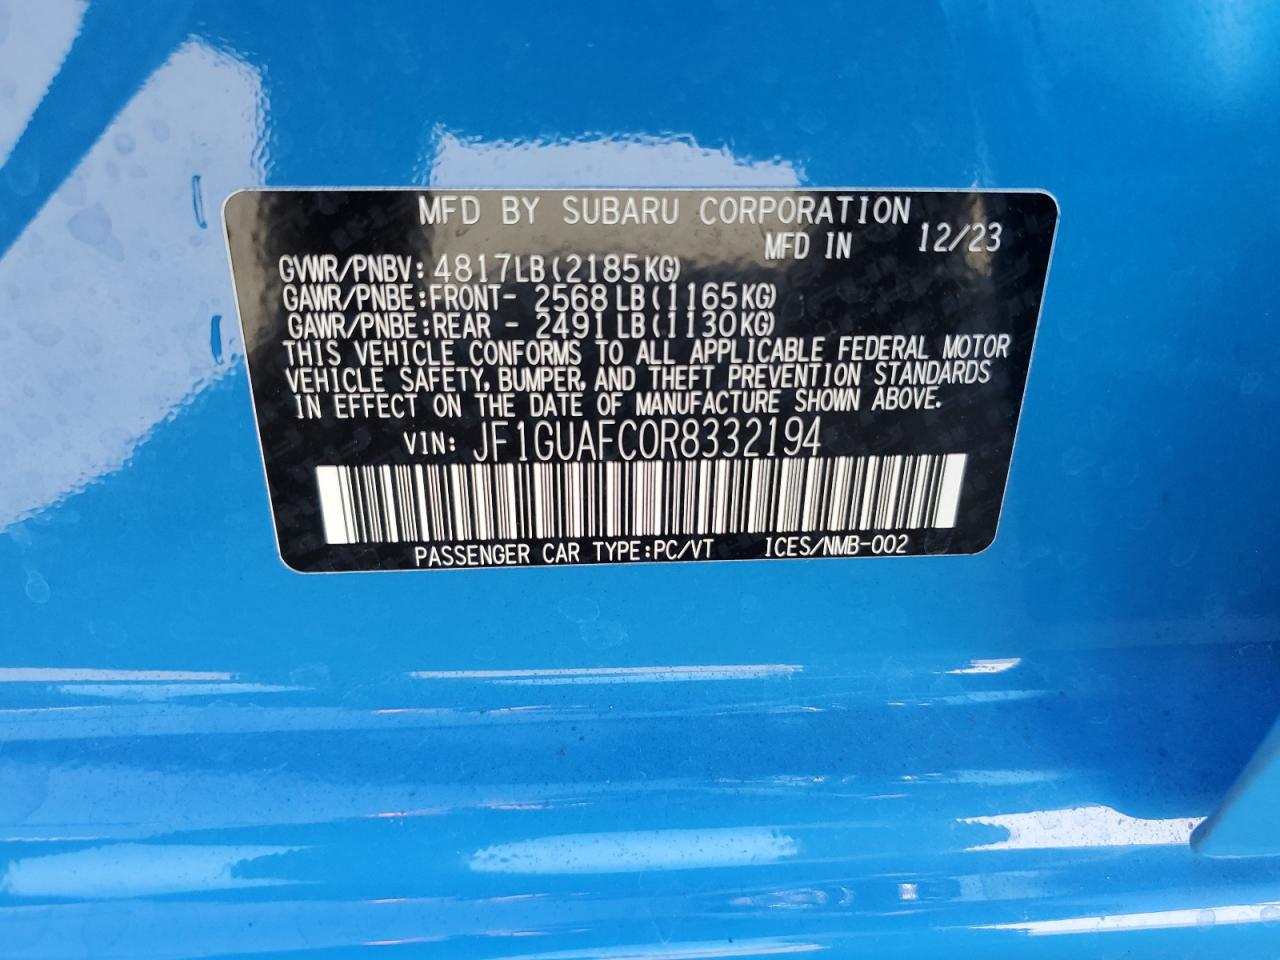 MFD BY SUBARU CORPORATION
MFD IN 12/23
GVWR/PNBV: 4817LB(2185KG)
GAWR/PNBE:FRONT- 2568LB(1165KG)
GAWR/PNBE:REAR - 2491LB(1130KG)
THIS VEHICLE CONFORMS TO ALL APPLICABLE FEDERAL MOTOR
VEHICLE SAFETY, BUMPER, AND THEFT PREVENTION STANDARDS
IN EFFECT ON THE DATE OF MANUFACTURE SHOWN ABOVE.
VIN: JF1GUAFC0R8332194
PASSENGER CAR TYPE:PC/VT ICES/NMB-002